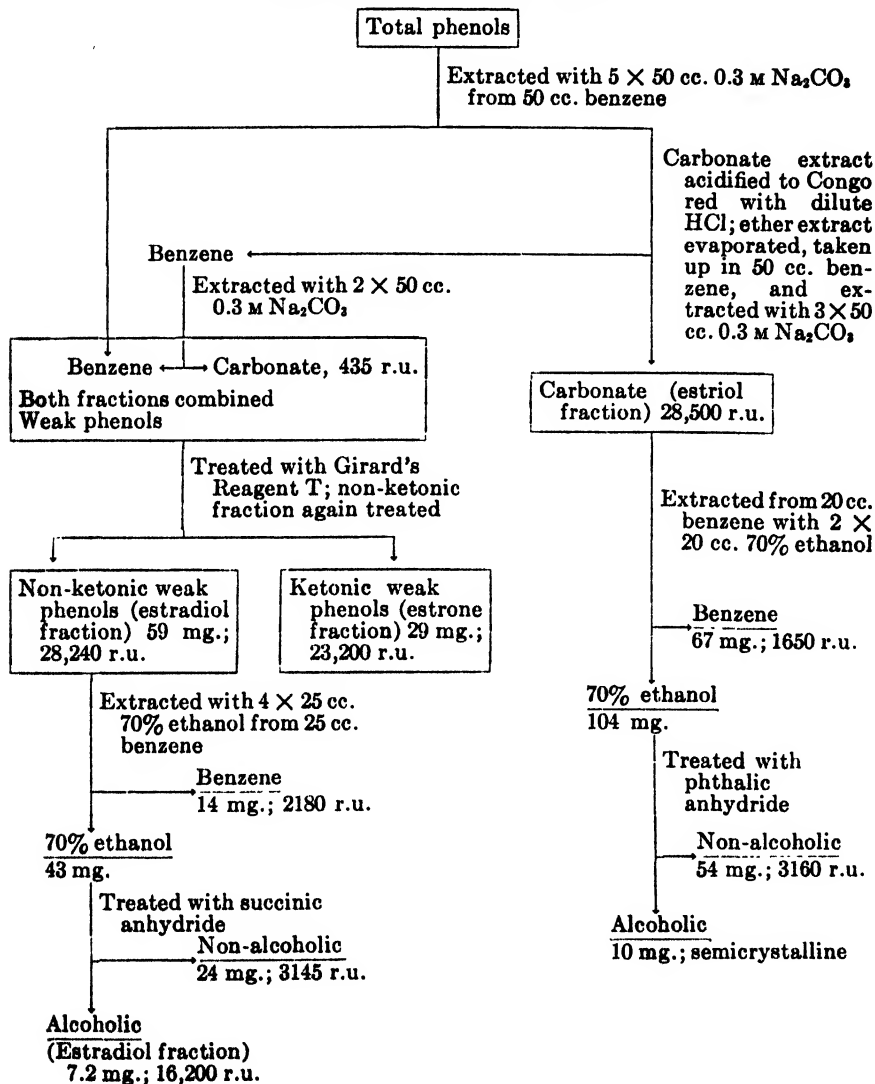 Total phenols
Extracted with 5 × 50 cc. 0.3 M Na₂CO₃
from 50 cc. benzene
Carbonate extract
acidified to Congo
red with dilute
HCl; ether extract
evaporated, taken
up in 50 cc. ben-
zene, and ex-
tracted with 3 × 50
cc. 0.3 M Na₂CO₃
Benzene
Extracted with 2 × 50 cc.
0.3 M Na₂CO₃
Benzene ←→ Carbonate, 435 r.u.
Both fractions combined
Weak phenols
Carbonate (estriol
fraction) 28,500 r.u.
Treated with Girard's
Reagent T; non-ketonic
fraction again treated
Extracted from 20 cc.
benzene with 2 ×
20 cc. 70% ethanol
Non-ketonic weak
phenols (estradiol
fraction) 59 mg.;
28,240 r.u.
Ketonic weak
phenols (estrone
fraction) 29 mg.;
23,200 r.u.
Benzene
67 mg.; 1650 r.u.
Extracted with 4 × 25 cc.
70% ethanol from 25 cc.
benzene
70% ethanol
104 mg.
Benzene
14 mg.; 2180 r.u.
Treated with
phthalic
anhydride
70% ethanol
43 mg.
Non-alcoholic
54 mg.; 3160 r.u.
Treated with succinic
anhydride
Non-alcoholic
24 mg.; 3145 r.u.
Alcoholic
10 mg.; semicrystalline
Alcoholic
(Estradiol fraction)
7.2 mg.; 16,200 r.u.